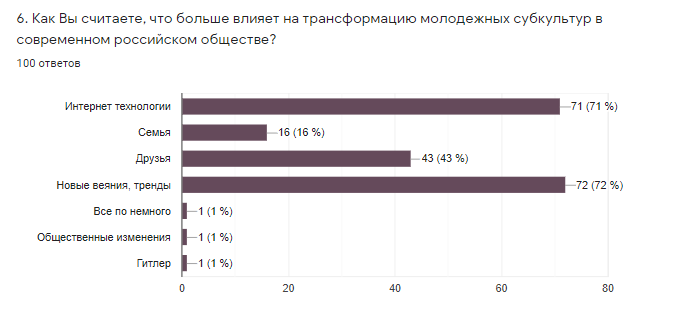 6. Как Вы считаете, что больше влияет на трансформацию молодежных субкультур в
современном российском обществе?
100 ответов
Интернет технологии 71 (71 %)
Семья 16 (16 %)
Друзья 43 (43 %)
Новые веяния, тренды 72 (72 %)
Все по немного 1 (1 %)
Общественные изменения 1 (1 %)
Гитлер 1 (1 %)
0 20 40 60 80